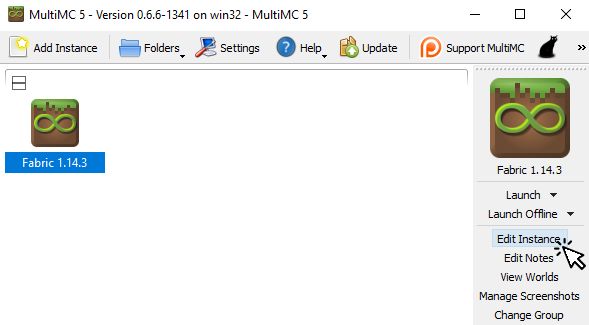 MultiMC 5 - Version 0.6.6-1341 on win32 - MultiMC 5
Add Instance Folders Settings Help Update Support MultiMC »
Fabric 1.14.3
Fabric 1.14.3
Launch
Launch Offline
Edit Instance
Edit Notes
View Worlds
Manage Screenshots
Change Group